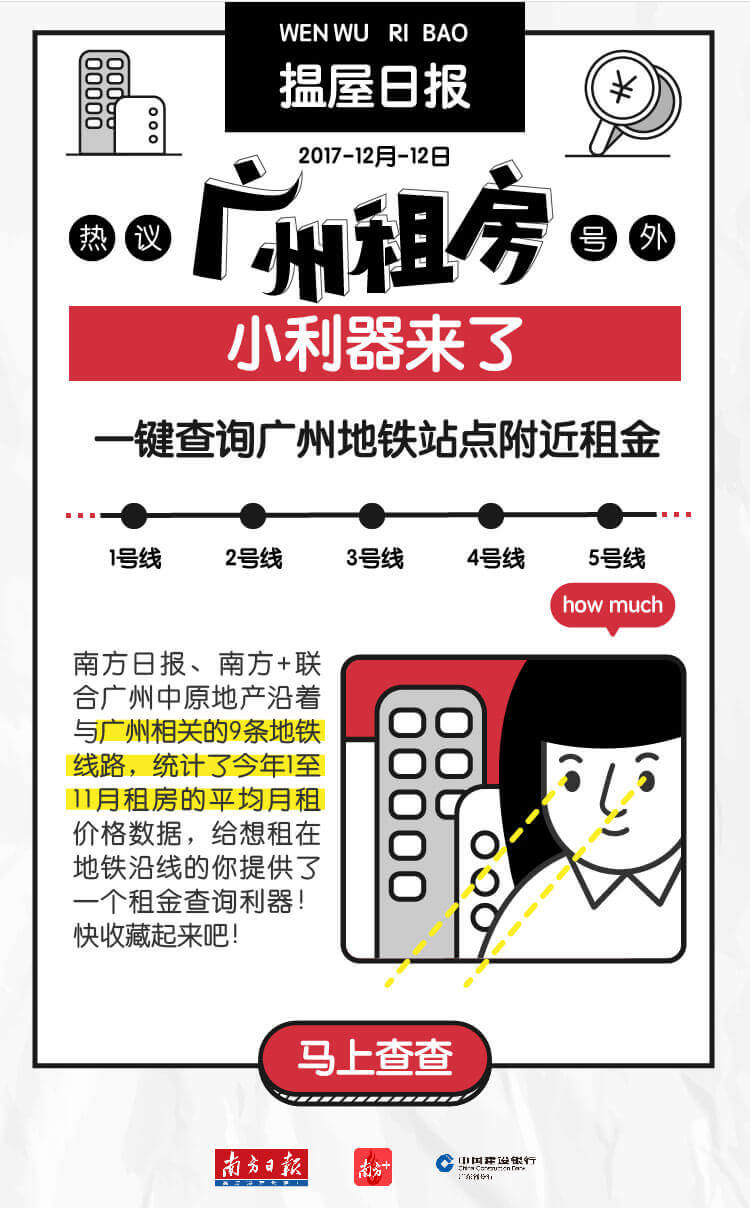 WEN WU RI BAO
揾屋日报
2017-12月-12日
热议
广州租房
号外
小利器来了
一键查询广州地铁站点附近租金
1号线 2号线 3号线 4号线 5号线
how much
南方日报、南方+联
合广州中原地产沿着
与广州相关的9条地铁
线路，统计了今年1至
11月租房的平均月租
价格数据，给想租在
地铁沿线的你提供了
一个租金查询利器！
快收藏起来吧！
¥
马上查查
南方日报
南方+
中国建设银行
China Construction Bank